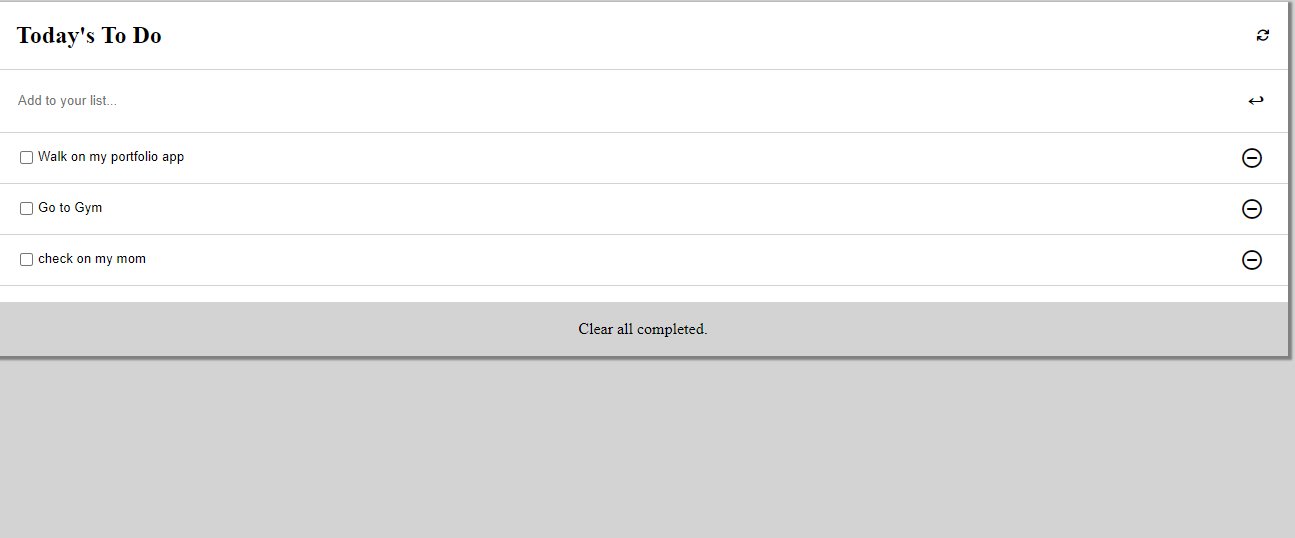 Today's To Do
Add to your list...
Walk on my portfolio app
Go to Gym
check on my mom
Clear all completed.